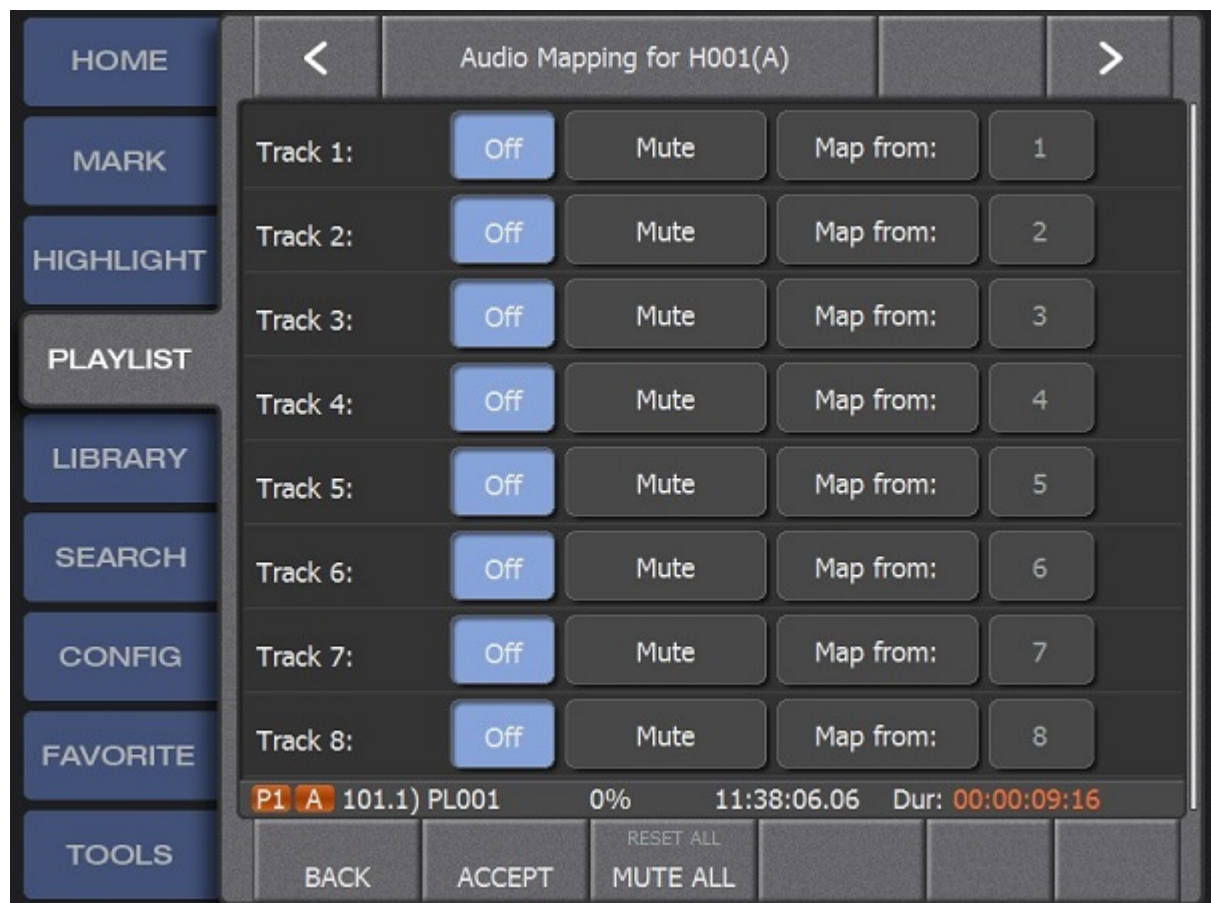 HOME
MARK
HIGHLIGHT
PLAYLIST
LIBRARY
SEARCH
CONFIG
FAVORITE
TOOLS
< Audio Mapping for H001(A) >
Track 1: Off Mute Map from: 1
Track 2: Off Mute Map from: 2
Track 3: Off Mute Map from: 3
Track 4: Off Mute Map from: 4
Track 5: Off Mute Map from: 5
Track 6: Off Mute Map from: 6
Track 7: Off Mute Map from: 7
Track 8: Off Mute Map from: 8
P1 A 101.1) PL001 0% 11:38:06.06 Dur: 00:00:09:16
RESET ALL
BACK ACCEPT MUTE ALL